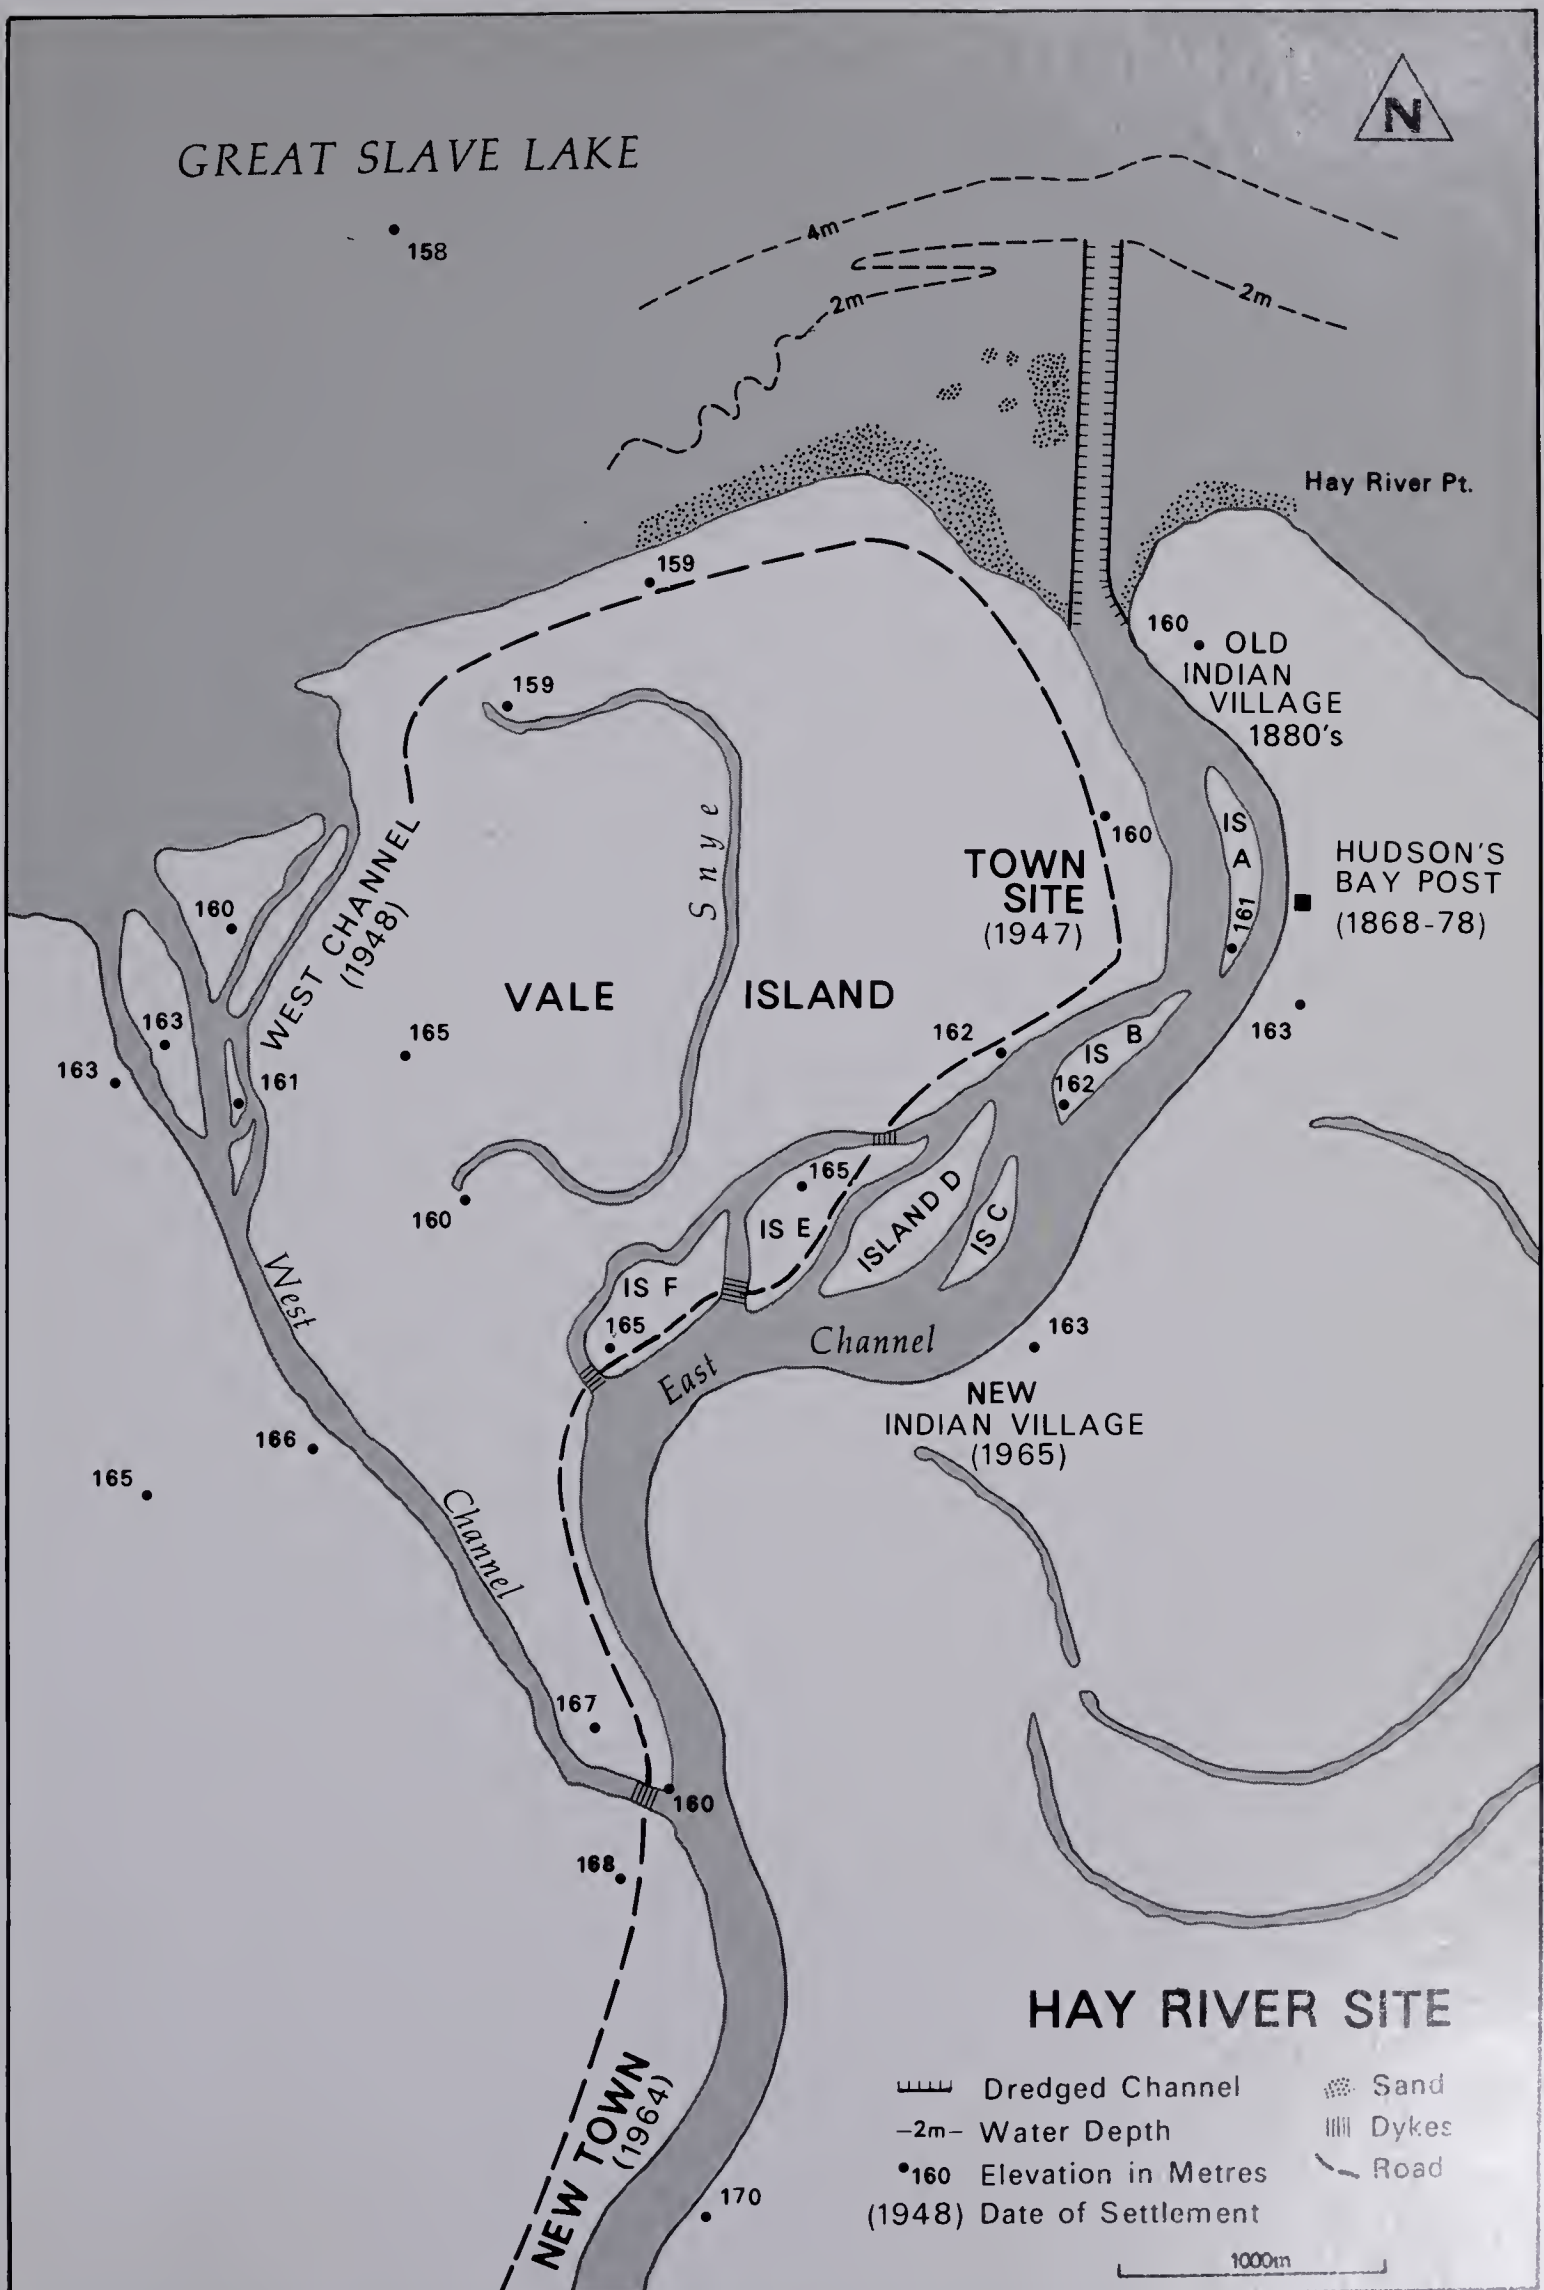 N
GREAT SLAVE LAKE
158
4m
2m
2m
Hay River Pt.
159
160
OLD
INDIAN
VILLAGE
1880's
159
Snye
160
IS
A
161
TOWN
SITE
(1947)
HUDSON'S
BAY POST
(1868-78)
160
WEST CHANNEL
(1948)
VALE ISLAND
163
165
162
IS B
162
163
163
161
165
160
IS E
ISLAND D
IS C
IS F
165
West
Channel
East
Channel
163
NEW
INDIAN VILLAGE
(1965)
166
165
167
160
168
NEW TOWN
(1964)
170
HAY RIVER SITE
Dredged Channel
Sand
-2m- Water Depth
Dykes
160 Elevation in Metres
Road
(1948) Date of Settlement
1000m